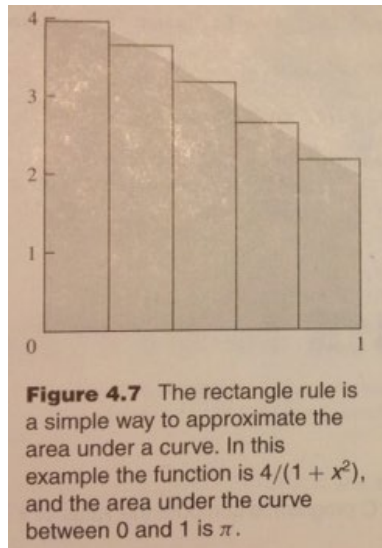 4
3
2
1
0 1
Figure 4.7 The rectangle rule is
a simple way to approximate the
area under a curve. In this
example the function is 4/(1 + x²),
and the area under the curve
between 0 and 1 is π.